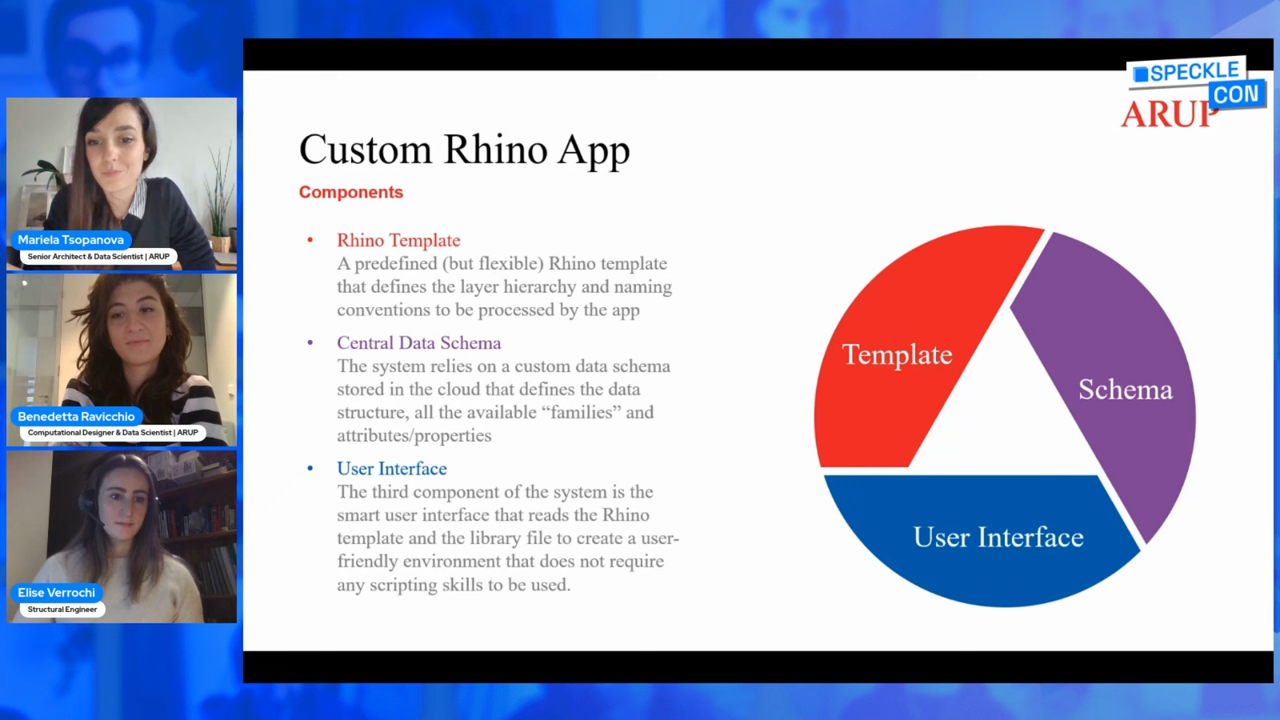 SPECKLE
CON
ARUP
Custom Rhino App
Components
• Rhino Template
A predefined (but flexible) Rhino template
that defines the layer hierarchy and naming
conventions to be processed by the app
• Central Data Schema
The system relies on a custom data schema
stored in the cloud that defines the data
structure, all the available “families” and
attributes/properties
• User Interface
The third component of the system is the
smart user interface that reads the Rhino
template and the library file to create a user-
friendly environment that does not require
any scripting skills to be used.
Template
Schema
User Interface
Mariela Tsopanova
Senior Architect & Data Scientist | ARUP
Benedetta Ravicchio
Computational Designer & Data Scientist | ARUP
Elise Verrochi
Structural Engineer